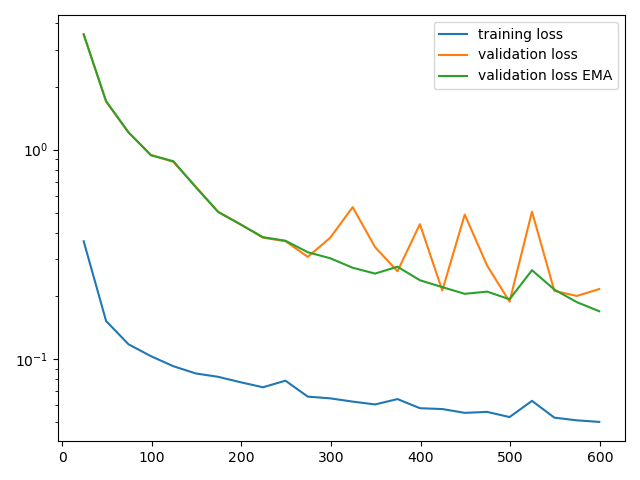 training loss
validation loss
validation loss EMA
10⁰
10⁻¹
0 100 200 300 400 500 600